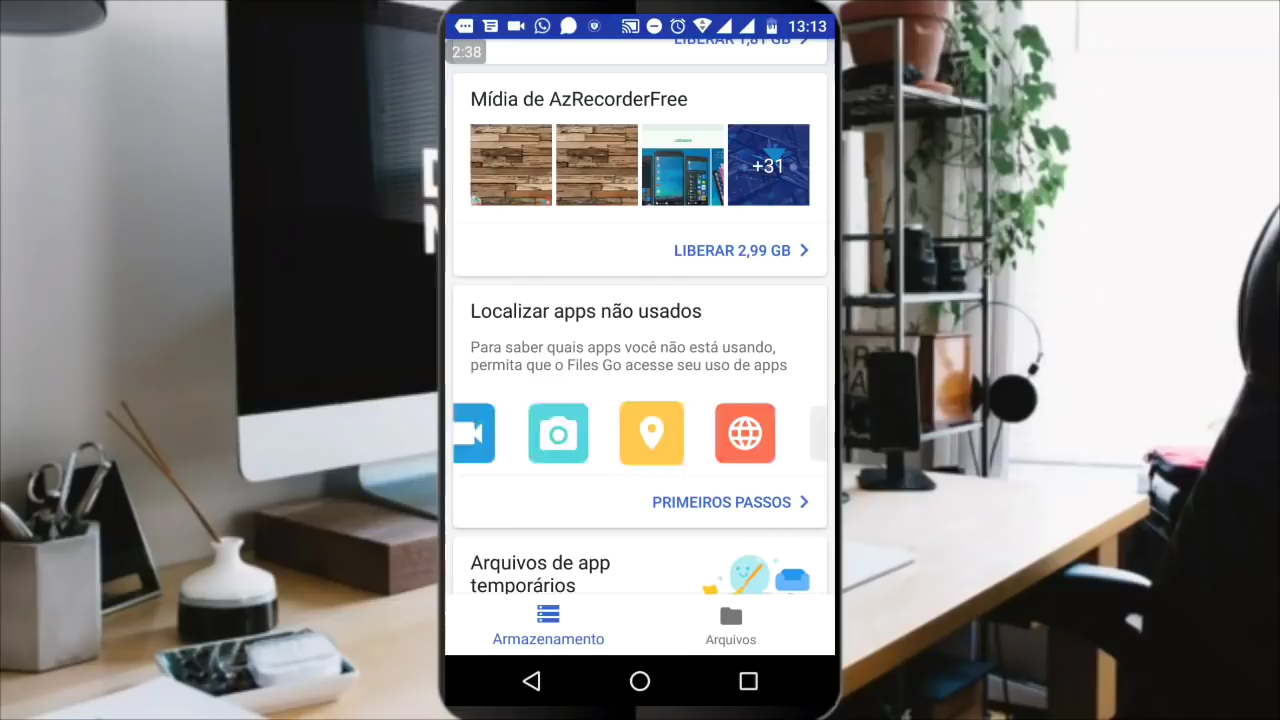 13:13
2:38
LIBERAR 1,81 GB
Mídia de AzRecorderFree
+31
LIBERAR 2,99 GB
Localizar apps não usados
Para saber quais apps você não está usando,
permita que o Files Go acesse seu uso de apps
PRIMEIROS PASSOS
Arquivos de app
temporários
Armazenamento
Arquivos